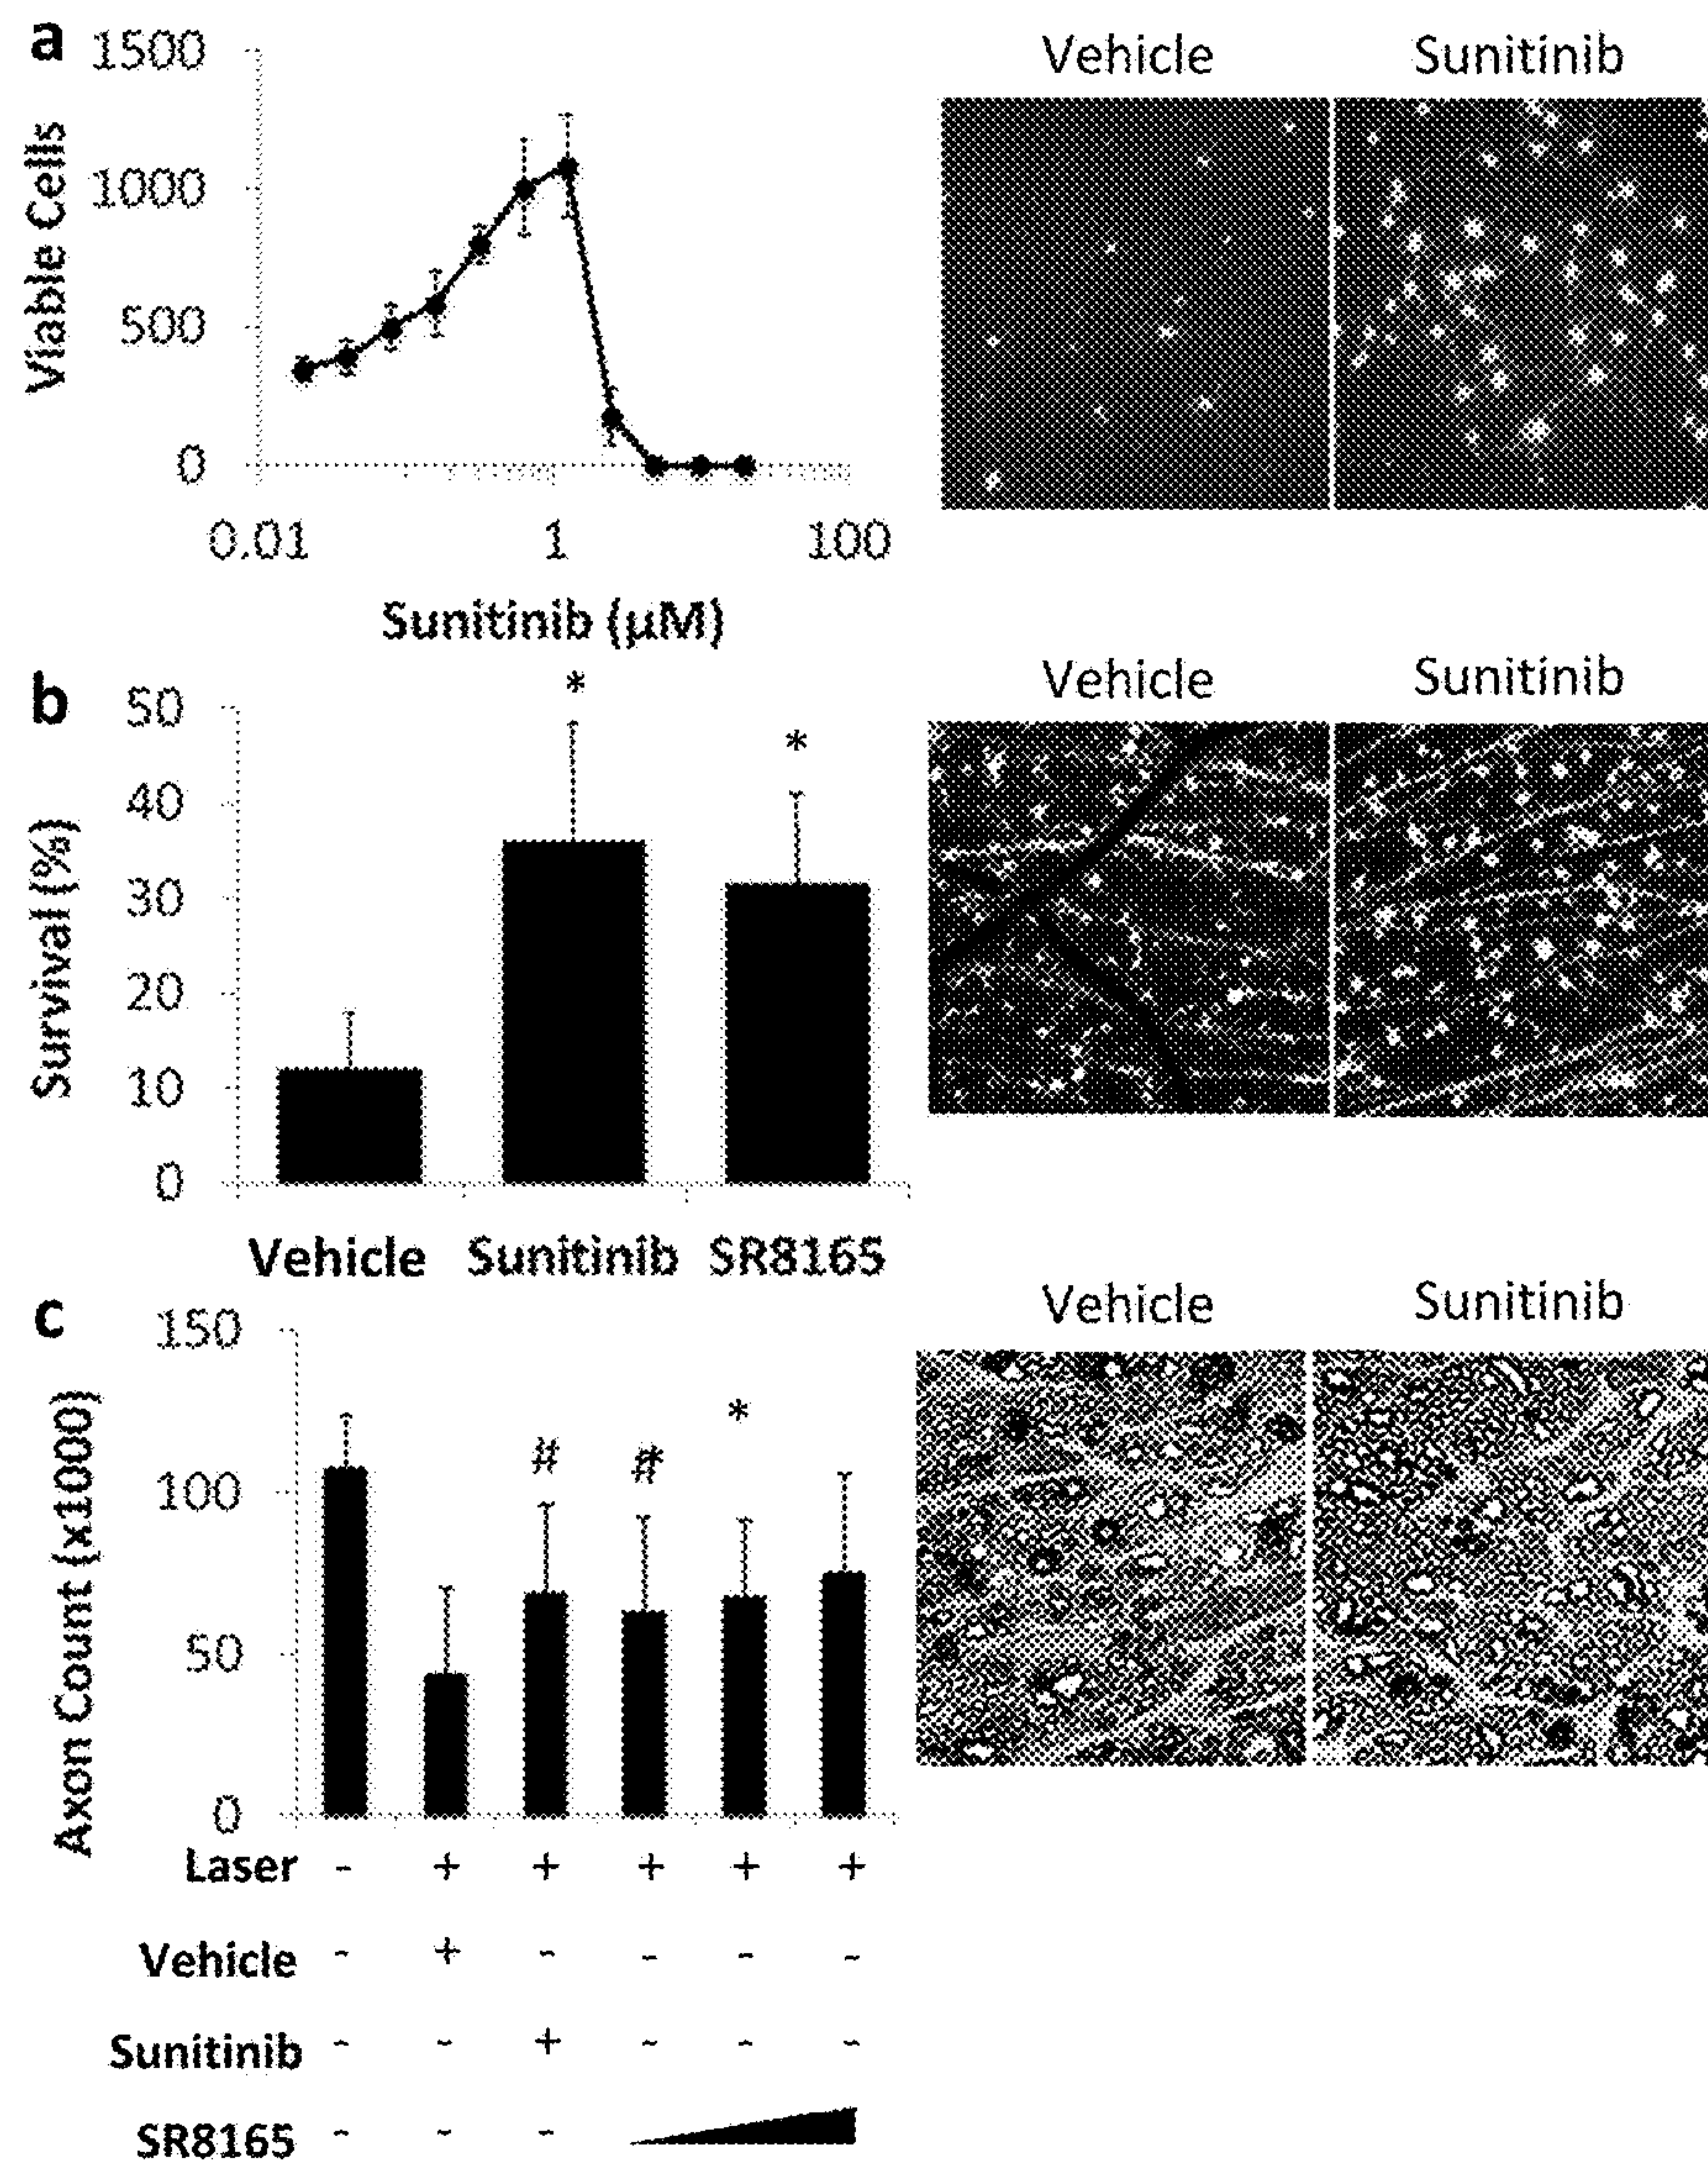 a
1500
1000
500
0
Viable Cells
0.01 1 100
Sunitinib (µM)
Vehicle Sunitinib
b
50
40
30
20
10
0
Survival (%)
* *
Vehicle Sunitinib SR8165
Vehicle Sunitinib
c
150
100
50
0
Axon Count (x1000)
# #* *
Laser - + + + + +
Vehicle - + - - - -
Sunitinib - - + - - -
SR8165 - - -
Vehicle Sunitinib